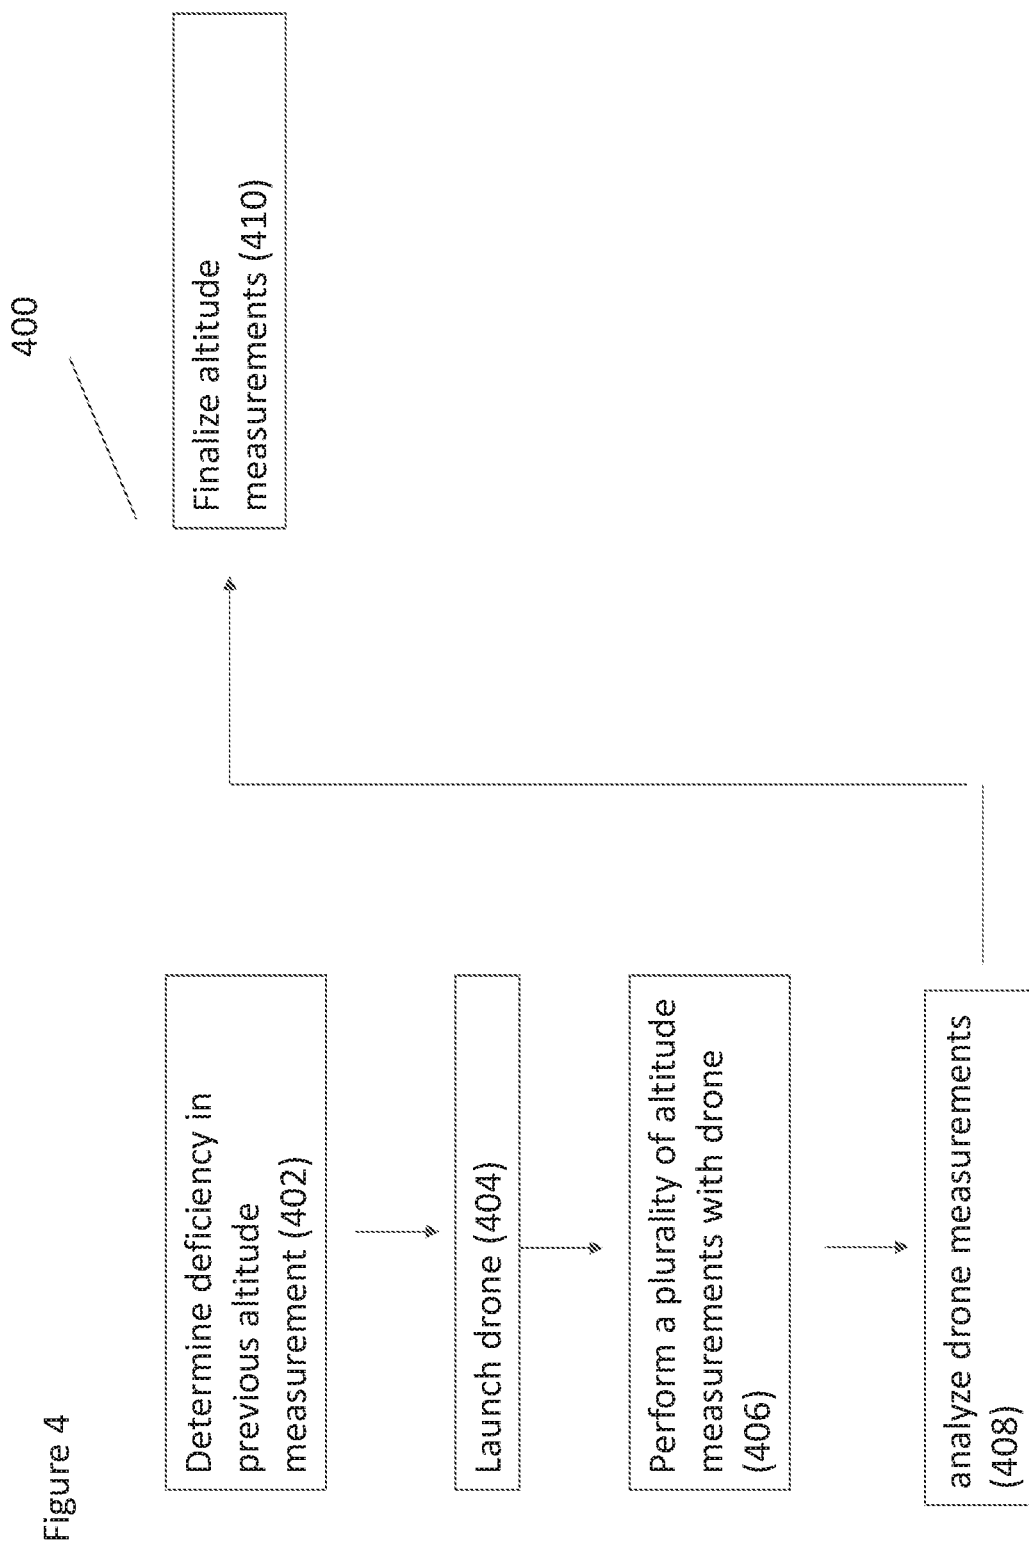 Figure 4
400
Determine deficiency in
previous altitude
measurement (402)
Launch drone (404)
Perform a plurality of altitude
measurements with drone
(406)
analyze drone measurements
(408)
Finalize altitude
measurements (410)